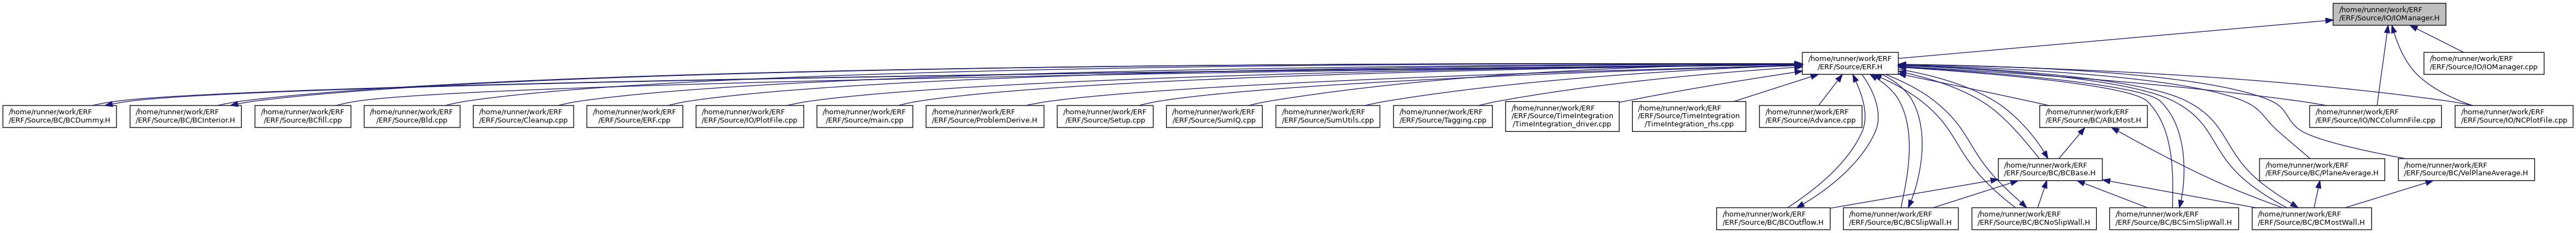 /home/runner/work/ERF
/ERF/Source/IO/IOManager.H
/home/runner/work/ERF
/ERF/Source/ERF.H
/home/runner/work/ERF
/ERF/Source/IO/IOManager.cpp
/home/runner/work/ERF
/ERF/Source/BC/BCDummy.H
/home/runner/work/ERF
/ERF/Source/BC/BCInterior.H
/home/runner/work/ERF
/ERF/Source/BCfill.cpp
/home/runner/work/ERF
/ERF/Source/Bld.cpp
/home/runner/work/ERF
/ERF/Source/Cleanup.cpp
/home/runner/work/ERF
/ERF/Source/ERF.cpp
/home/runner/work/ERF
/ERF/Source/IO/PlotFile.cpp
/home/runner/work/ERF
/ERF/Source/main.cpp
/home/runner/work/ERF
/ERF/Source/ProblemDerive.H
/home/runner/work/ERF
/ERF/Source/Setup.cpp
/home/runner/work/ERF
/ERF/Source/SumIQ.cpp
/home/runner/work/ERF
/ERF/Source/SumUtils.cpp
/home/runner/work/ERF
/ERF/Source/Tagging.cpp
/home/runner/work/ERF
/ERF/Source/TimeIntegration
/TimeIntegration_driver.cpp
/home/runner/work/ERF
/ERF/Source/TimeIntegration
/TimeIntegration_rhs.cpp
/home/runner/work/ERF
/ERF/Source/Advance.cpp
/home/runner/work/ERF
/ERF/Source/BC/ABLMost.H
/home/runner/work/ERF
/ERF/Source/IO/NCColumnFile.cpp
/home/runner/work/ERF
/ERF/Source/IO/NCPlotFile.cpp
/home/runner/work/ERF
/ERF/Source/BC/BCBase.H
/home/runner/work/ERF
/ERF/Source/BC/PlaneAverage.H
/home/runner/work/ERF
/ERF/Source/BC/VelPlaneAverage.H
/home/runner/work/ERF
/ERF/Source/BC/BCOutflow.H
/home/runner/work/ERF
/ERF/Source/BC/BCSlipWall.H
/home/runner/work/ERF
/ERF/Source/BC/BCNoSlipWall.H
/home/runner/work/ERF
/ERF/Source/BC/BCSimSlipWall.H
/home/runner/work/ERF
/ERF/Source/BC/BCMostWall.H